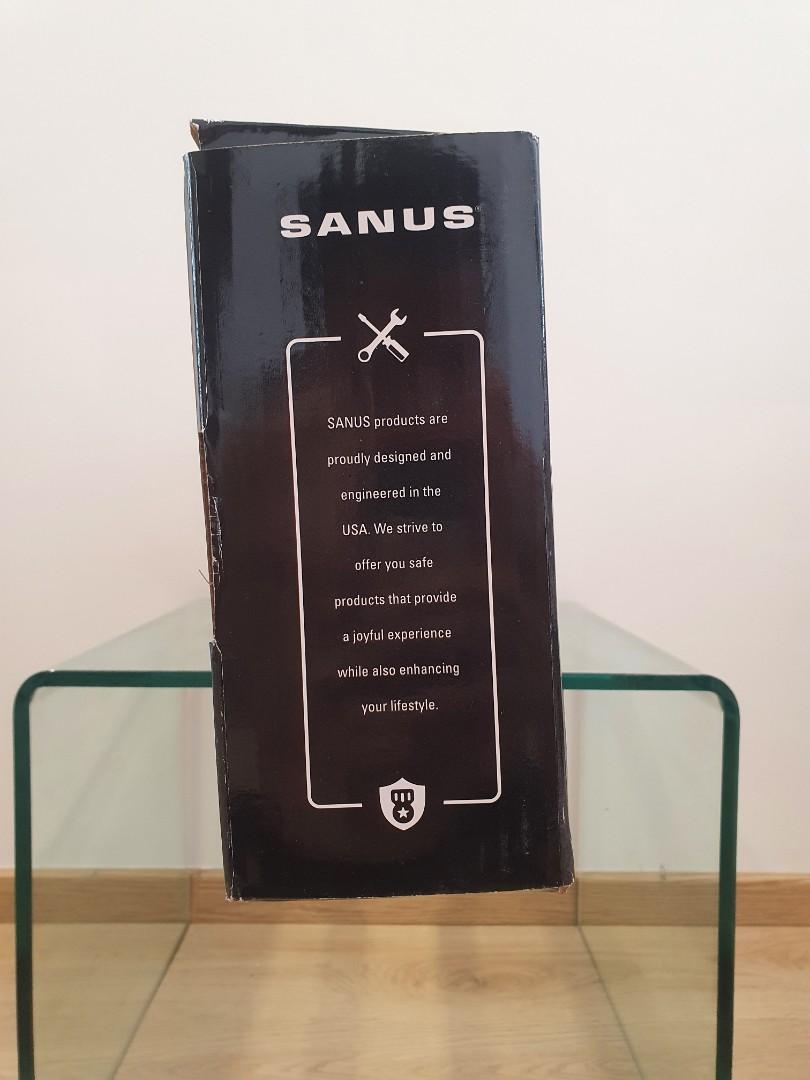 SANUS®
SANUS products are
proudly designed and
engineered in the
USA. We strive to
offer you safe
products that provide
a joyful experience
while also enhancing
your lifestyle.